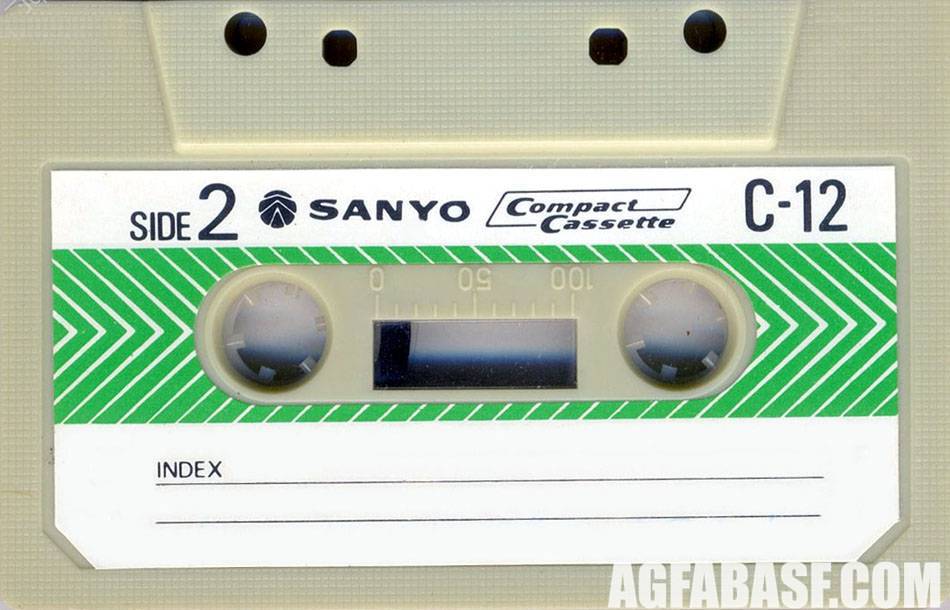 SIDE 2 SANYO Compact Cassette C-12
0 50 100
INDEX
AGFABASF.COM